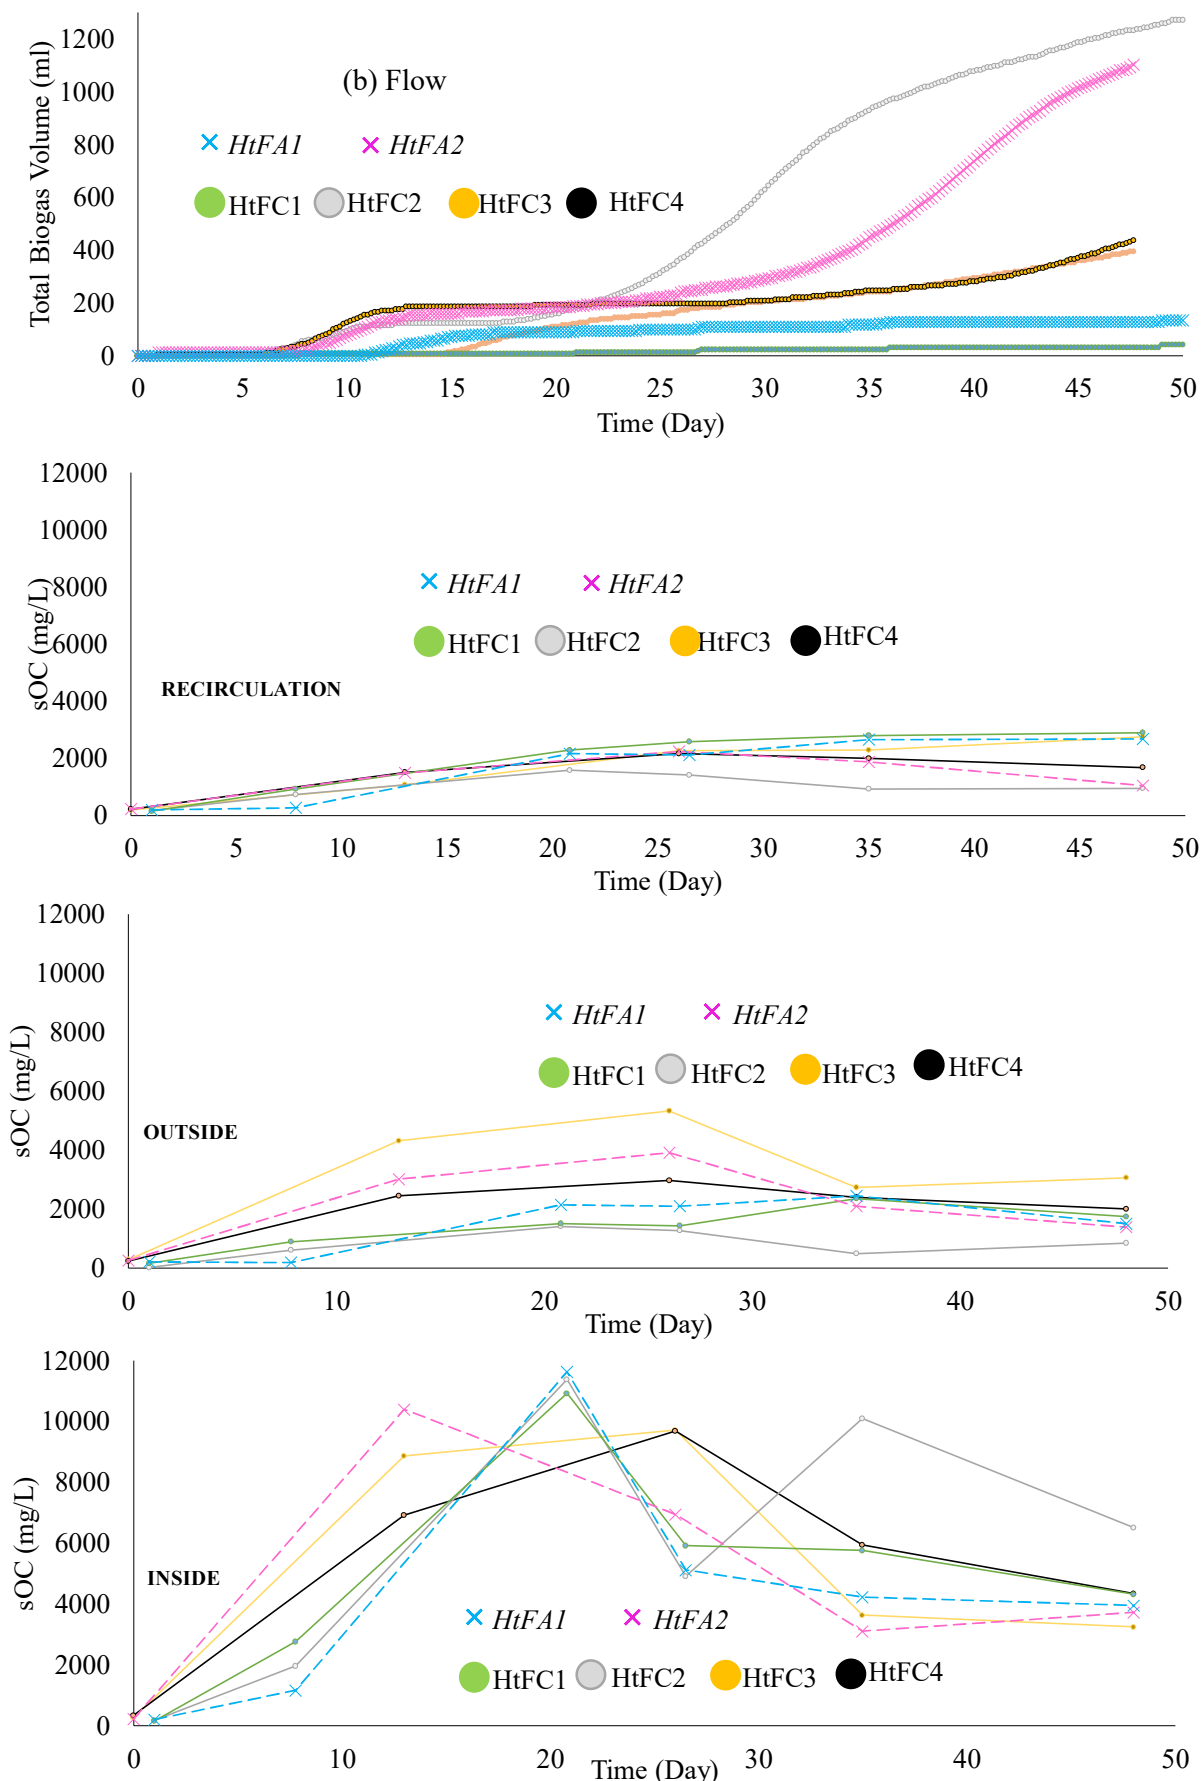 1200
1000
800
600
400
200
0
Total Biogas Volume (ml)
(b) Flow
HtFA1 HtFA2
HtFC1 HtFC2 HtFC3 HtFC4
0 5 10 15 20 25 30 35 40 45 50
Time (Day)
12000
10000
8000
6000
4000
2000
0
sOC (mg/L)
HtFA1 HtFA2
HtFC1 HtFC2 HtFC3 HtFC4
RECIRCULATION
0 5 10 15 20 25 30 35 40 45 50
Time (Day)
12000
10000
8000
6000
4000
2000
0
sOC (mg/L)
HtFA1 HtFA2
HtFC1 HtFC2 HtFC3 HtFC4
OUTSIDE
0 10 20 30 40 50
Time (Day)
12000
10000
8000
6000
4000
2000
0
sOC (mg/L)
INSIDE
HtFA1 HtFA2
HtFC1 HtFC2 HtFC3 HtFC4
0 10 20 30 40 50
Time (Day)